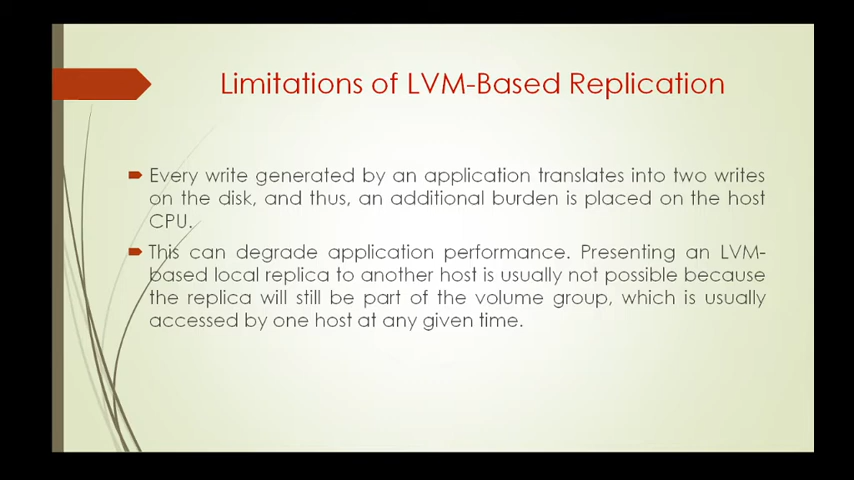 Limitations of LVM-Based Replication
Every write generated by an application translates into two writes
on the disk, and thus, an additional burden is placed on the host
CPU.
This can degrade application performance. Presenting an LVM-
based local replica to another host is usually not possible because
the replica will still be part of the volume group, which is usually
accessed by one host at any given time.